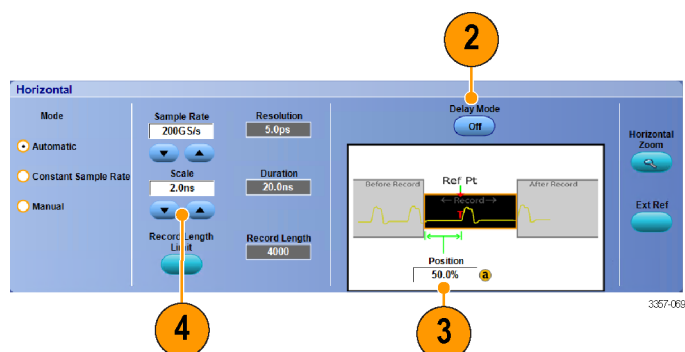 2
Horizontal
Mode
Automatic
Constant Sample Rate
Manual
Sample Rate
200GS/s
Scale
2.0ns
Record Length
Limit
Resolution
5.0ps
Duration
20.0ns
Record Length
4000
Delay Mode
Off
Before Record
Ref Pt
After Record
← Record →
T
Position
50.0%
a
Horizontal
Zoom
Ext Ref
3357-069
4
3